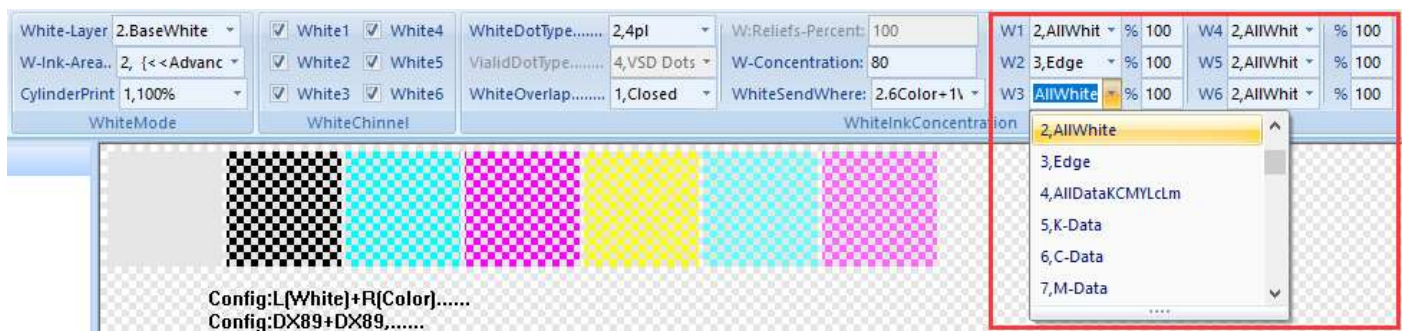 White-Layer 2.BaseWhite White1 White4 WhiteDotType....... 2,4pl W:Reliefs-Percent: 100 W1 2,AllWhit % 100 W4 2,AllWhit % 100
W-Ink-Area.. 2, {<<Advanc White2 White5 VialidDotType........ 4,VSD Dots W-Concentration: 80 W2 3,Edge % 100 W5 2,AllWhit % 100
CylinderPrint 1,100% White3 White6 WhiteOverlap........ 1,Closed WhiteSendWhere: 2.6Color+1\ W3 AllWhite % 100 W6 2,AllWhit % 100
WhiteMode WhiteChinnel WhiteInkConcentration
2,AllWhite
3,Edge
4,AllDataKCMYLcLm
5,K-Data
6,C-Data
7,M-Data
Config:L(White)+R(Color)......
Config:DX89+DX89,.......